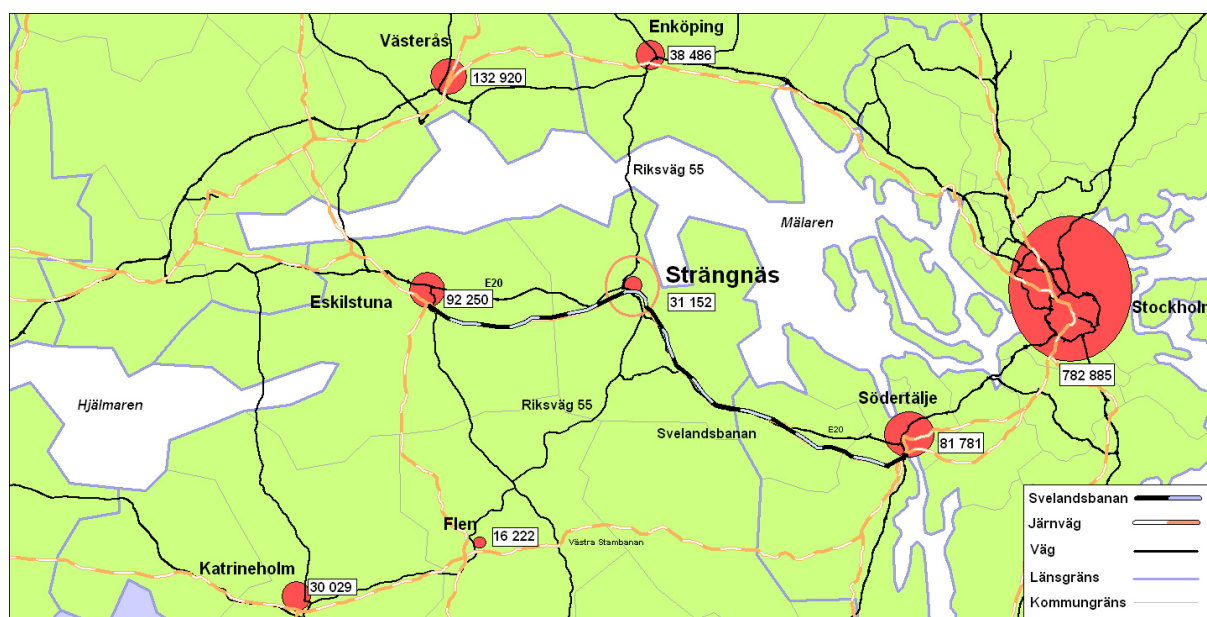 Enköping
38 486
Västerås
132 920
Riksväg 55
Mälaren
Strängnäs
31 152
E20
Eskilstuna
92 250
Stockholm
782 885
Hjälmaren
Riksväg 55
Svelandsbanan
E20
Södertälje
81 781
Flen
16 222
Västra Stambanan
Katrineholm
30 029
Svelandsbanan
Järnväg
Väg
Länsgräns
Kommungräns